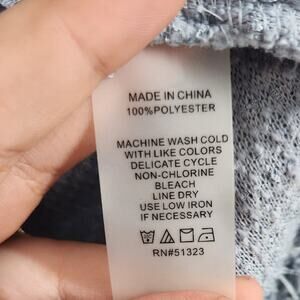 MADE IN CHINA
100%POLYESTER
MACHINE WASH COLD
WITH LIKE COLORS
DELICATE CYCLE
NON-CHLORINE
BLEACH
LINE DRY
USE LOW IRON
IF NECESSARY
RN#51323